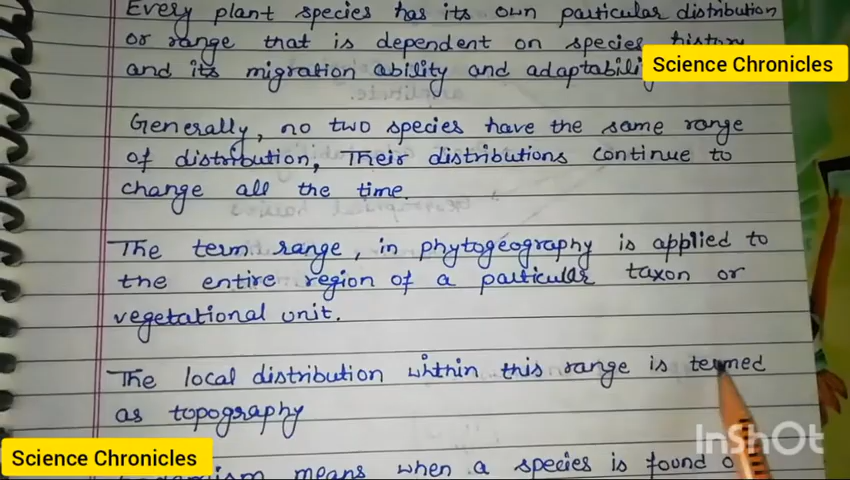 Every plant species has its own particular distribution
or range that is dependent on species history
and its migration ability and
Science Chronicles
Generally, no two species have the same range
of distribution; Their distributions continue to
change all the time.
The term range, in phytogeography is applied to
the entire region of a particular taxon or
vegetational unit.
The local distribution within this range is termed
as topography
InShOt
Science Chronicles
means when a species is found